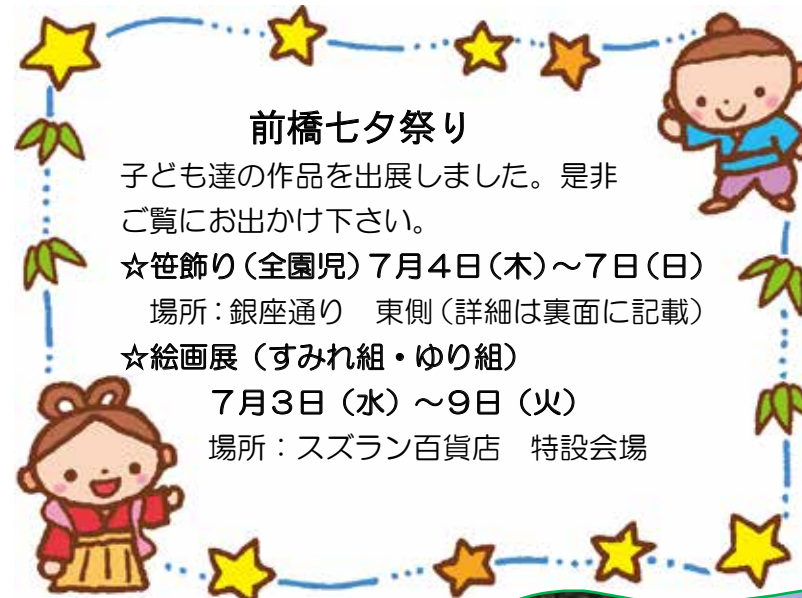 前橋七夕祭り
子ども達の作品を出展しました。是非
ご覧にお出かけ下さい。
☆笹飾り（全園児）７月４日（木）～７日（日）
場所：銀座通り　東側（詳細は裏面に記載）
☆絵画展（すみれ組・ゆり組）
７月３日（水）～９日（火）
場所：スズラン百貨店　特設会場